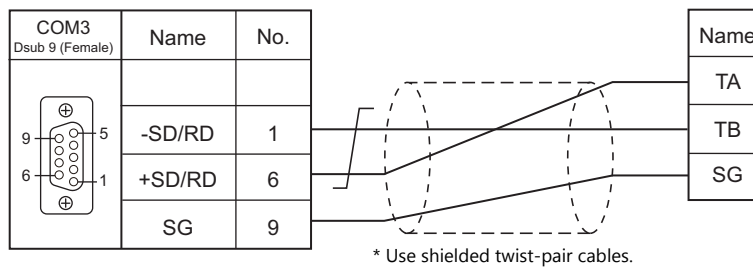 COM3
Dsub 9 (Female)
Name
No.
Name
TA
9
5
-SD/RD
1
TB
6
1
+SD/RD
6
SG
SG
9
* Use shielded twist-pair cables.